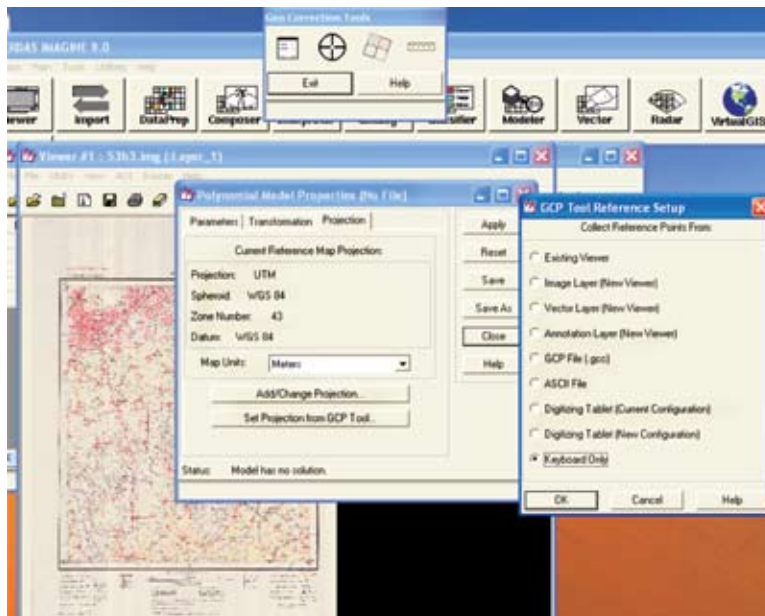 Geo Correction Tools
Exit
Help
ERDAS IMAGINE 8.0
Viewer
Import
DataPrep
Composer
Classifier
Modeler
Vector
Radar
VirtualGIS
Viewer #1 : 53h3.img (:Layer_1)
Polynomial Model Properties (No File)
Parameters
Transformation
Projection
Current Reference Map Projection:
Projection: UTM
Spheroid: WGS 84
Zone Number: 43
Datum: WGS 84
Map Units: Meters
Add/Change Projection...
Set Projection from GCP Tool...
Status: Model has no solution.
Apply
Reset
Save
Save As
Close
Help
GCP Tool Reference Setup
Collect Reference Points From:
Existing Viewer
Image Layer (New Viewer)
Vector Layer (New Viewer)
Annotation Layer (New Viewer)
GCP File (.gcc)
ASCII File
Digitizing Tablet (Current Configuration)
Digitizing Tablet (New Configuration)
Keyboard Only
OK
Cancel
Help